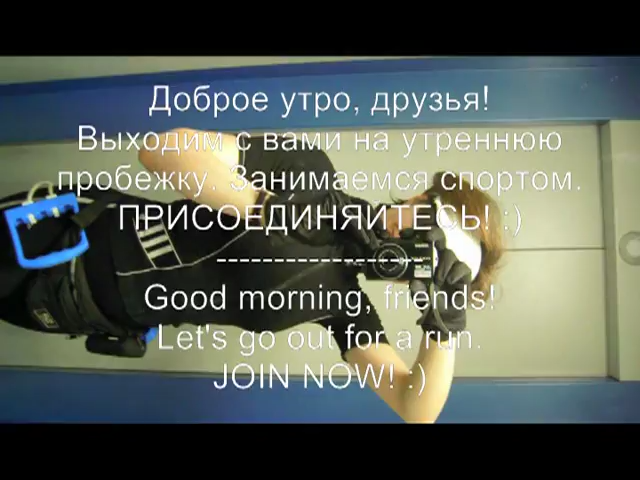 Доброе утро, друзья!
Выходим с вами на утреннюю
пробежку. Занимаемся спортом.
ПРИСОЕДИНЯЙТЕСЬ! :)
------------------
Good morning, friends!
Let's go out for a run.
JOIN NOW! :)